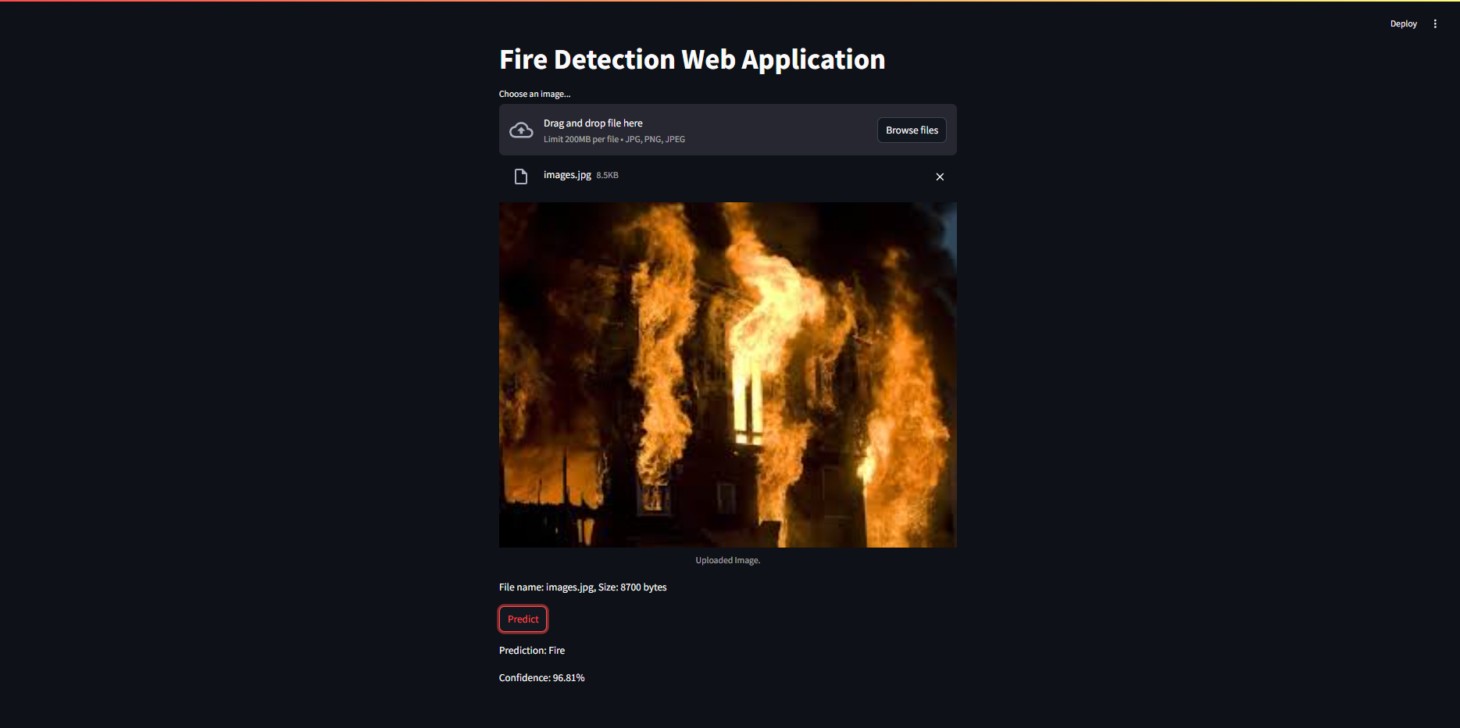 Deploy
Fire Detection Web Application
Choose an image...
Drag and drop file here
Limit 200MB per file • JPG, PNG, JPEG
Browse files
images.jpg 8.5KB
Uploaded Image.
File name: images.jpg, Size: 8700 bytes
Predict
Prediction: Fire
Confidence: 96.81%